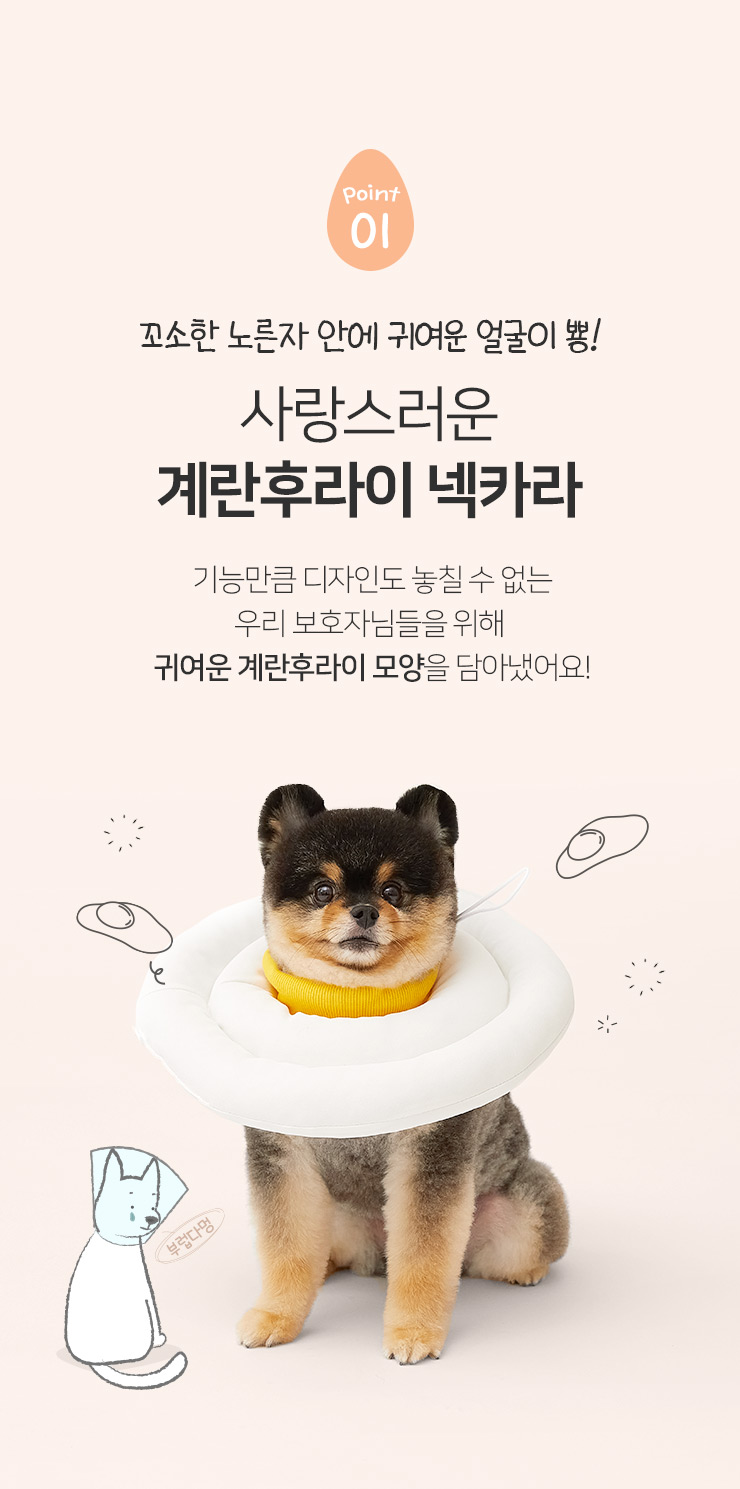 Point
01
꼬소한 노른자 안에 귀여운 얼굴이 뿅!
사랑스러운
계란후라이 넥카라
기능만큼 디자인도 놓칠 수 없는
우리 보호자님들을 위해
귀여운 계란후라이 모양을 담아냈어요!
부럽다멍